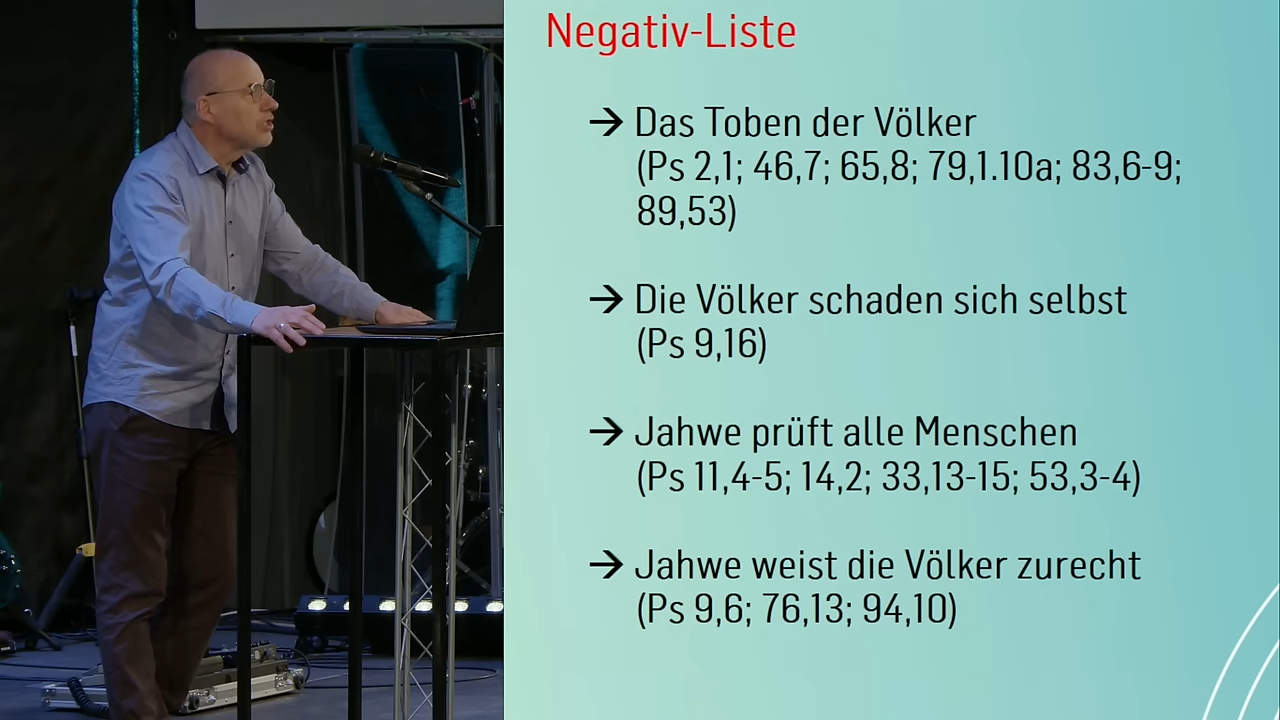 Negativ-Liste
→ Das Toben der Völker
(Ps 2,1; 46,7; 65,8; 79,1.10a; 83,6-9;
89,53)
→ Die Völker schaden sich selbst
(Ps 9,16)
→ Jahwe prüft alle Menschen
(Ps 11,4-5; 14,2; 33,13-15; 53,3-4)
→ Jahwe weist die Völker zurecht
(Ps 9,6; 76,13; 94,10)